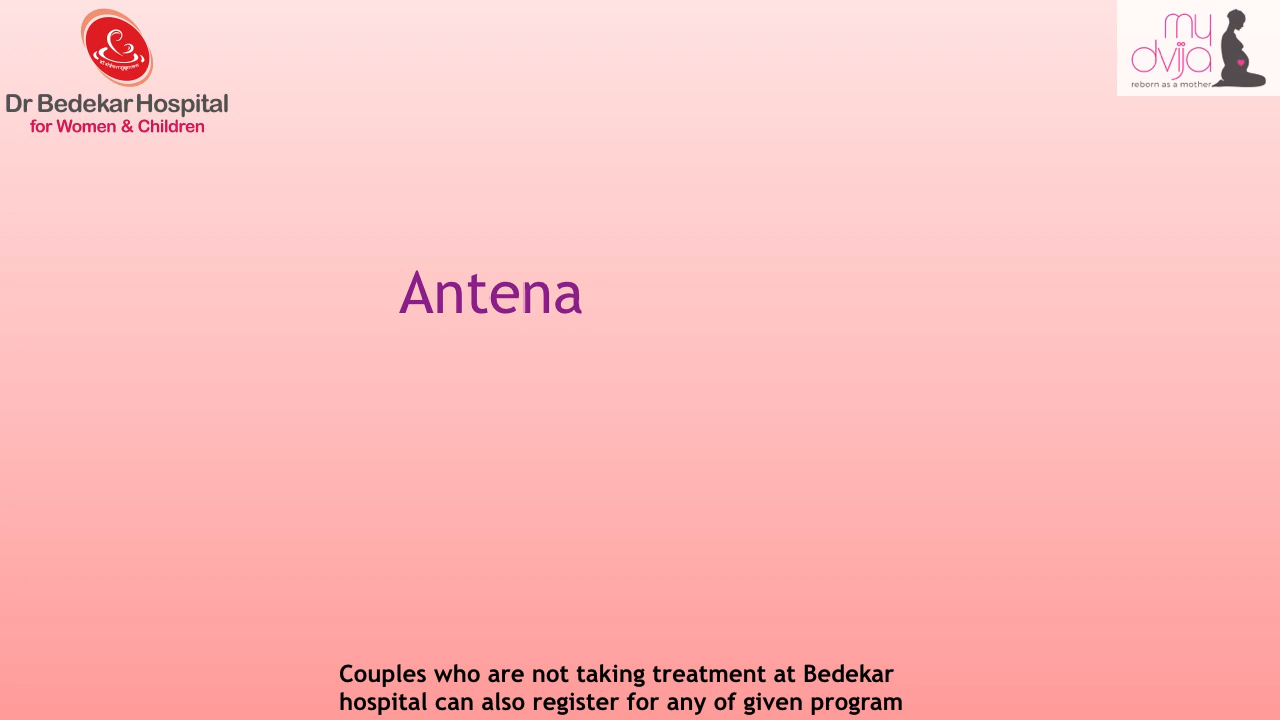 Dr Bedekar Hospital
for Women & Children
my
dvija
reborn as a mother
Antena
Couples who are not taking treatment at Bedekar
hospital can also register for any of given program